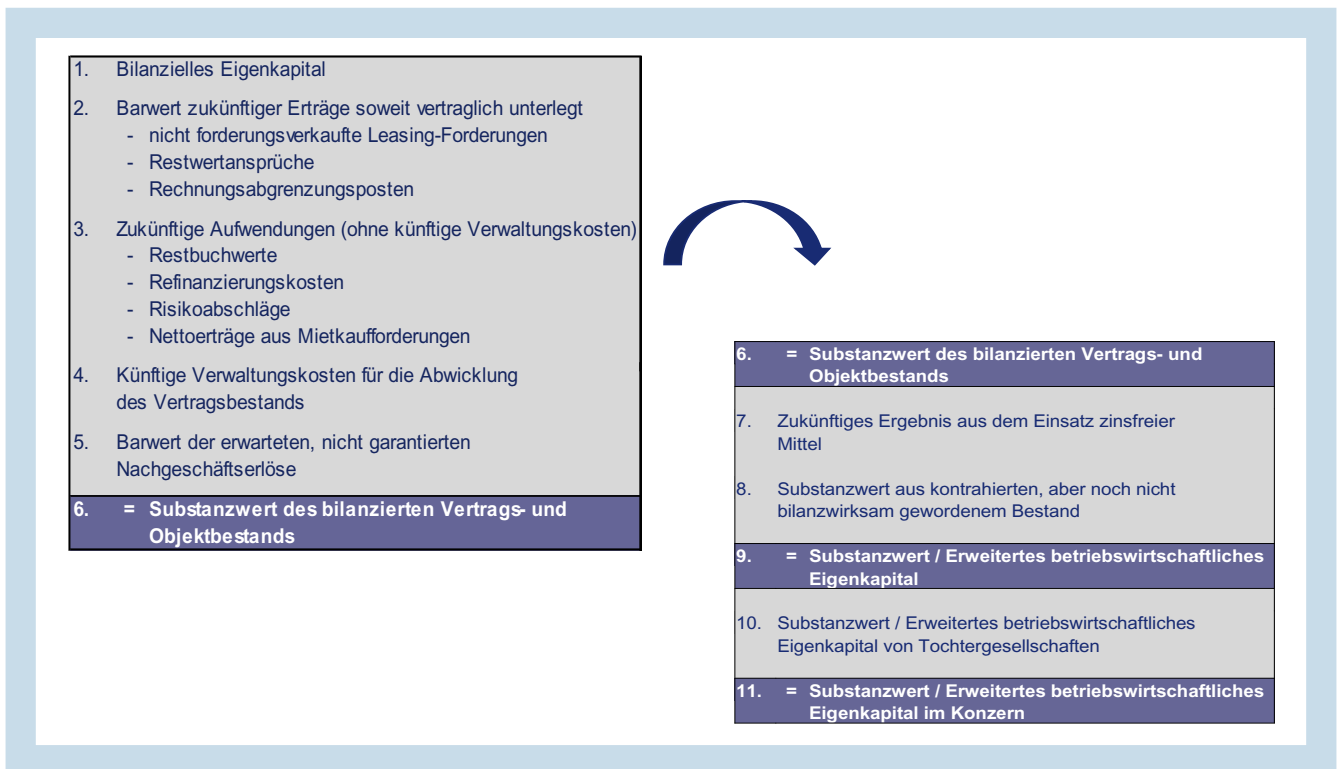 1. Bilanzielles Eigenkapital
2. Barwert zukünftiger Erträge soweit vertraglich unterlegt
- nicht forderungsverkaufte Leasing-Forderungen
- Restwertansprüche
- Rechnungsabgrenzungsposten
3. Zukünftige Aufwendungen (ohne künftige Verwaltungskosten)
- Restbuchwerte
- Refinanzierungskosten
- Risikoabschläge
- Nettoerträge aus Mietkaufforderungen
4. Künftige Verwaltungskosten für die Abwicklung
des Vertragsbestands
5. Barwert der erwarteten, nicht garantierten
Nachgeschäftserlöse
6. = Substanzwert des bilanzierten Vertrags- und
Objektbestands
6. = Substanzwert des bilanzierten Vertrags- und
Objektbestands
7. Zukünftiges Ergebnis aus dem Einsatz zinsfreier
Mittel
8. Substanzwert aus kontrahierten, aber noch nicht
bilanzwirksam gewordenem Bestand
9. = Substanzwert / Erweitertes betriebswirtschaftliches
Eigenkapital
10. Substanzwert / Erweitertes betriebswirtschaftliches
Eigenkapital von Tochtergesellschaften
11. = Substanzwert / Erweitertes betriebswirtschaftliches
Eigenkapital im Konzern